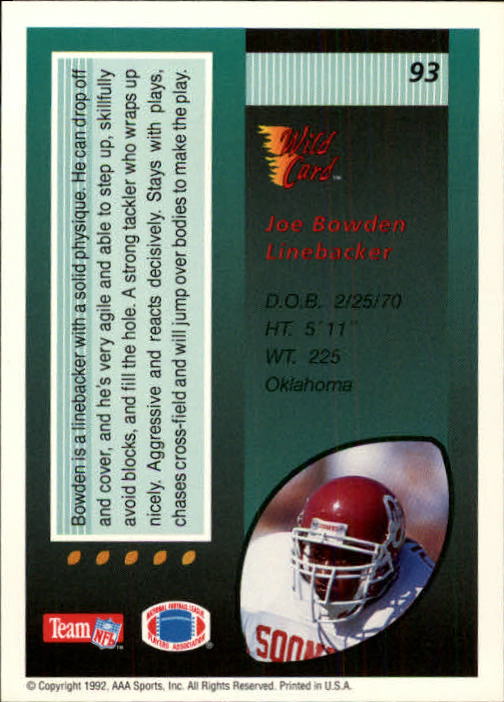 93
Wild
Card™
Joe Bowden
Linebacker
D.O.B. 2/25/70
HT. 5'11"
WT. 225
Oklahoma
Bowden is a linebacker with a solid physique. He can drop off
and cover, and he's very agile and able to step up, skillfully
avoid blocks, and fill the hole. A strong tackler who wraps up
nicely. Aggressive and reacts decisively. Stays with plays,
chases cross-field and will jump over bodies to make the play.
Team NFL™
NATIONAL FOOTBALL LEAGUE
PLAYERS ASSOCIATION®
SOONERS
SOON
© Copyright 1992, AAA Sports, Inc. All Rights Reserved. Printed in U.S.A.